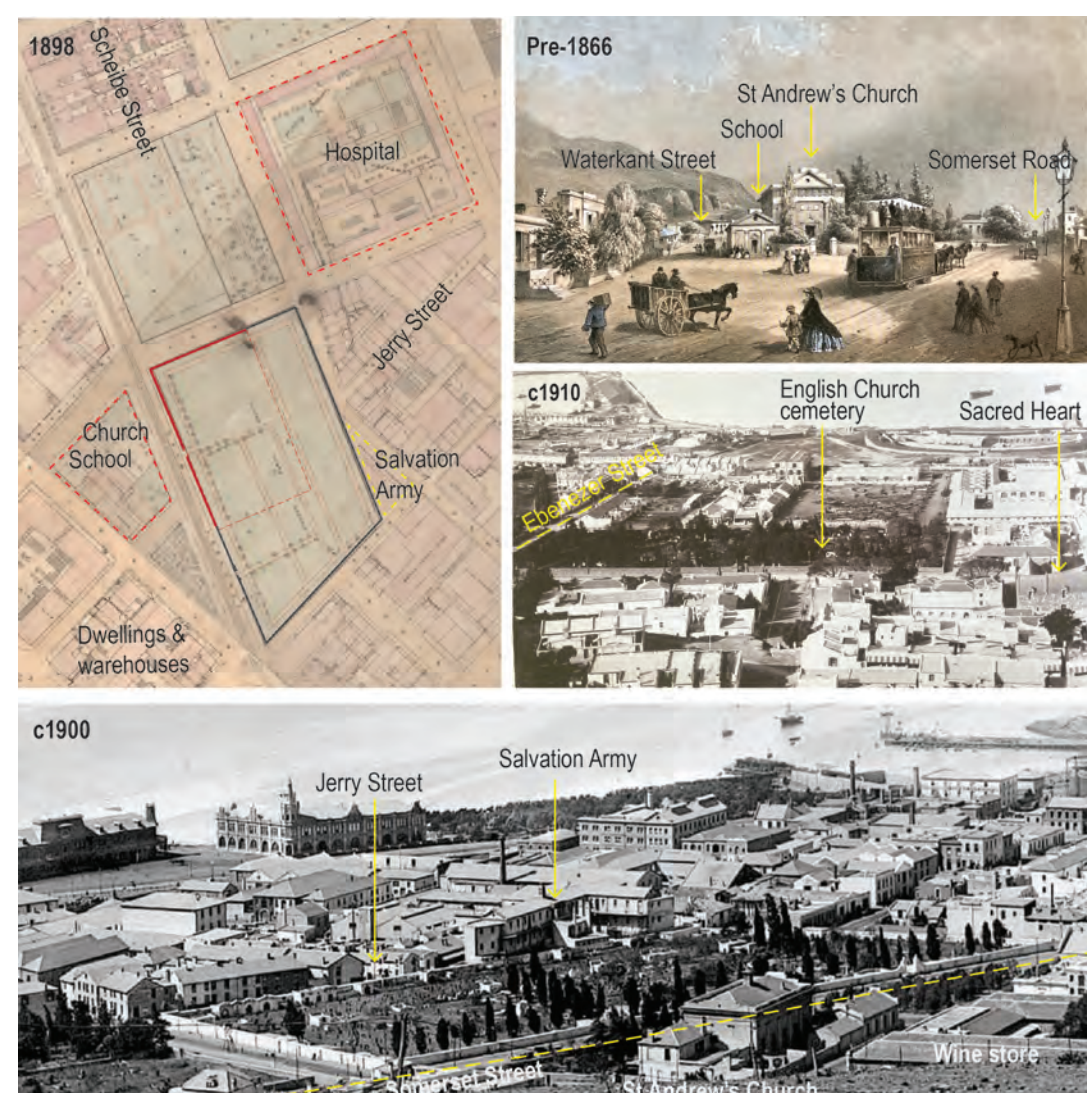 1898
Scheibe Street
Hospital
Jerry Street
Church
School
Salvation
Army
Dwellings &
warehouses
Pre-1866
St Andrew's Church
School
Waterkant Street
Somerset Road
c1910
English Church
cemetery
Sacred Heart
Ebenezer Street
c1900
Salvation Army
Jerry Street
Wine store
Somerset Street
St Andrew's Church